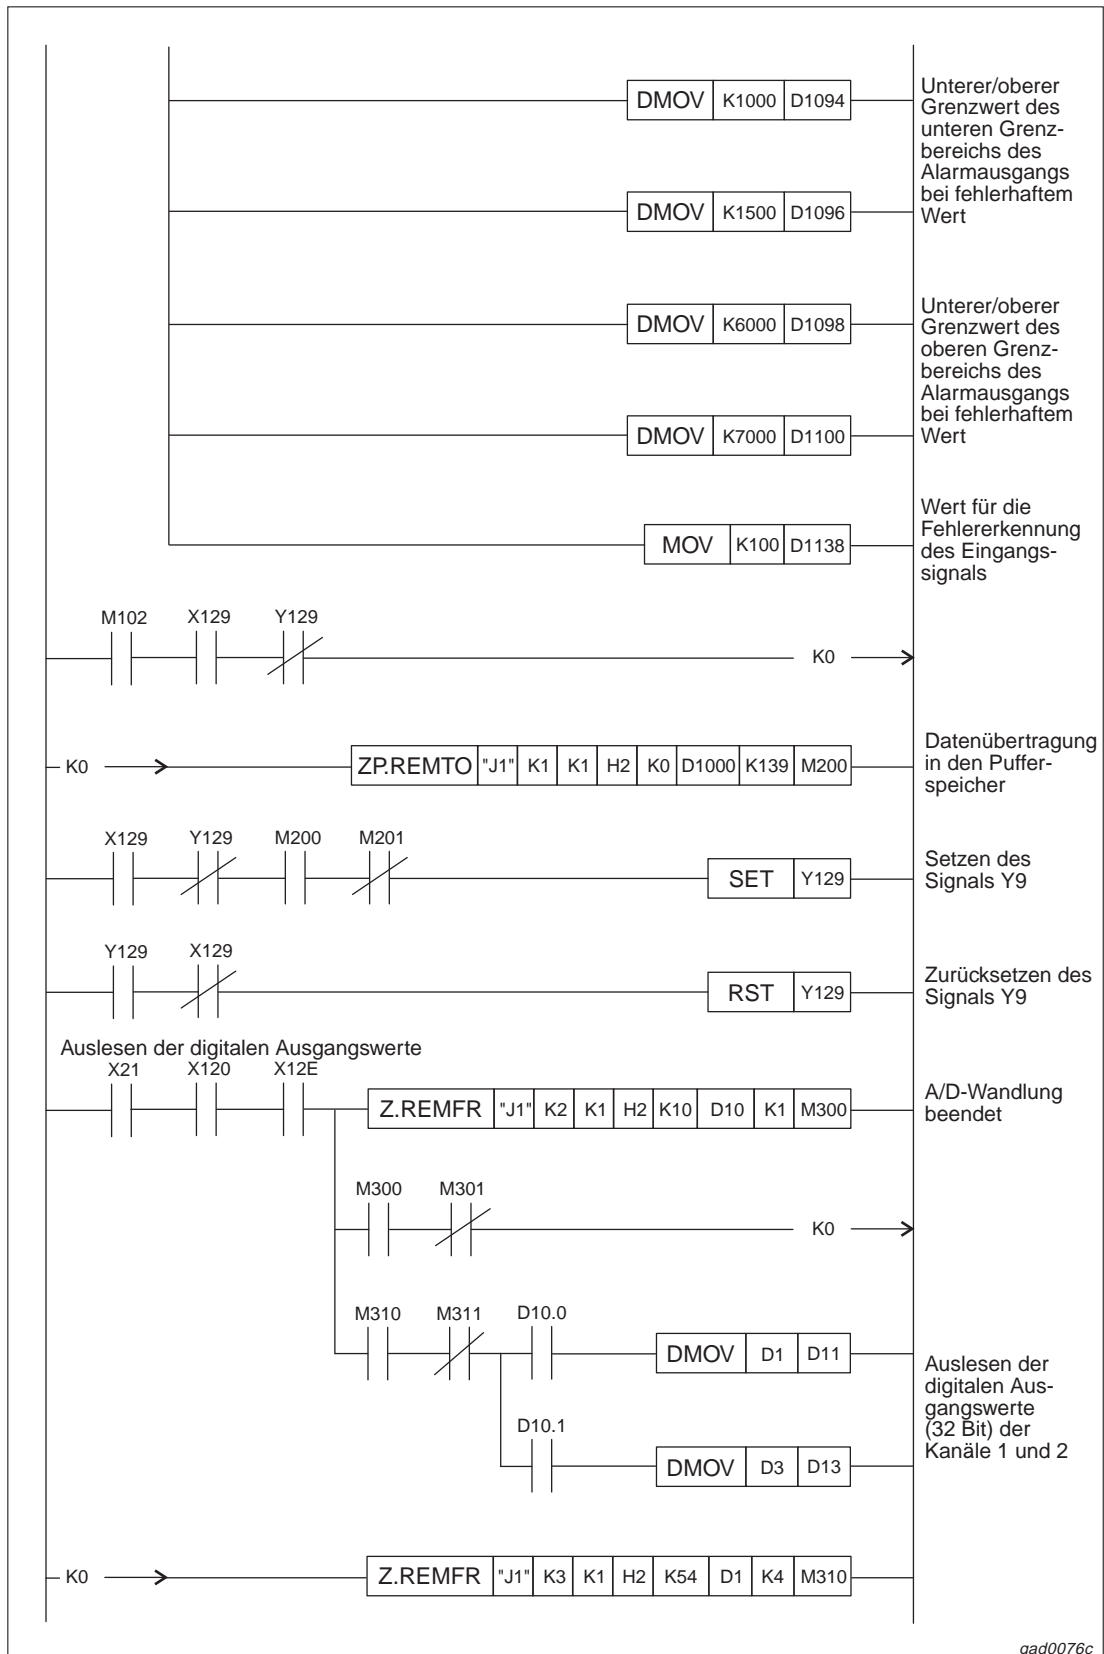 DMOV K1000 D1094
Unterer/oberer
Grenzwert des
unteren Grenz-
bereichs des
Alarmausgangs
bei fehlerhaftem
Wert
DMOV K1500 D1096
DMOV K6000 D1098
Unterer/oberer
Grenzwert des
oberen Grenz-
bereichs des
Alarmausgangs
bei fehlerhaftem
Wert
DMOV K7000 D1100
MOV K100 D1138
Wert für die
Fehlererkennung
des Eingangs-
signals
M102 X129 Y129
K0
K0
ZP.REMTO "J1" K1 K1 H2 K0 D1000 K139 M200
Datenübertragung
in den Puffer-
speicher
X129 Y129 M200 M201
SET Y129
Setzen des
Signals Y9
Y129 X129
RST Y129
Zurücksetzen des
Signals Y9
Auslesen der digitalen Ausgangswerte
X21 X120 X12E
Z.REMFR "J1" K2 K1 H2 K10 D10 K1 M300
A/D-Wandlung
beendet
M300 M301
K0
M310 M311 D10.0
DMOV D1 D11
D10.1
DMOV D3 D13
Auslesen der
digitalen Aus-
gangswerte
(32 Bit) der
Kanäle 1 und 2
K0
Z.REMFR "J1" K3 K1 H2 K54 D1 K4 M310
qad0076c